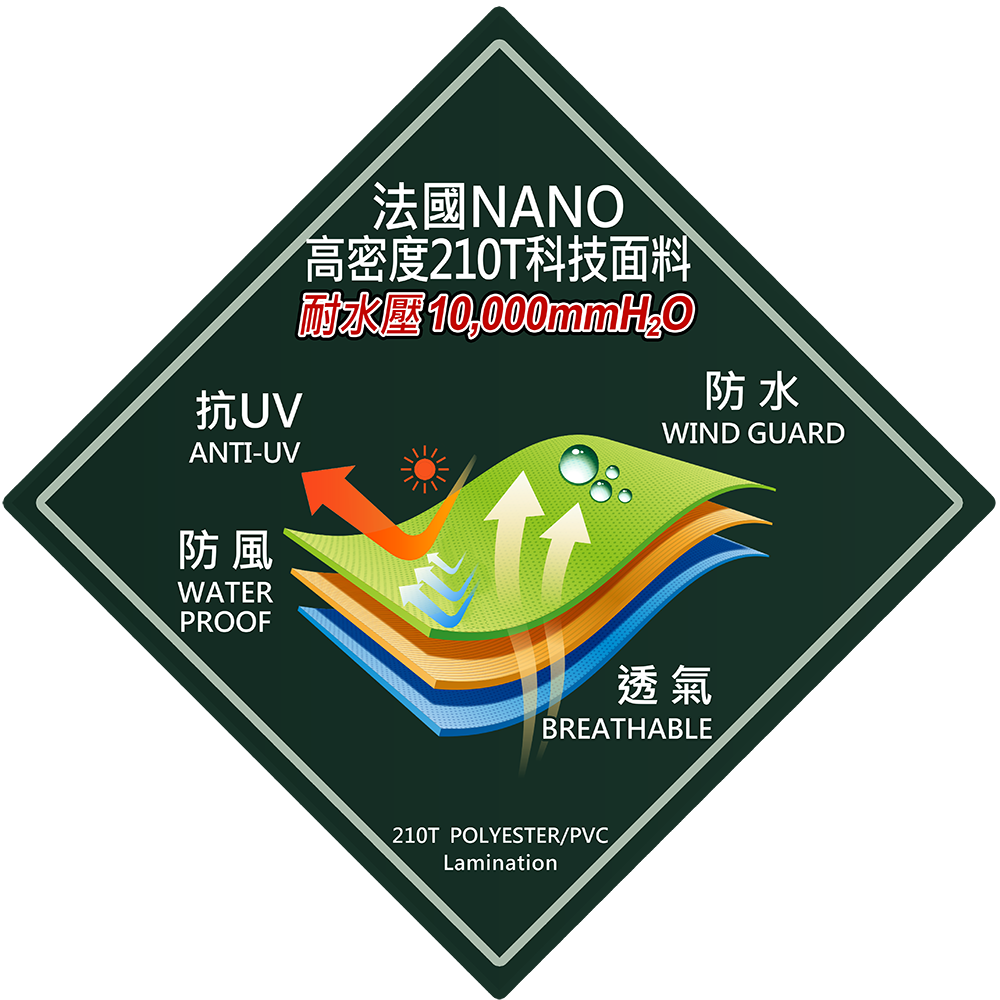 法國NANO
高密度210T科技面料
耐水壓10,000mmH₂O
抗UV
ANTI-UV
防水
WIND GUARD
防風
WATER
PROOF
透氣
BREATHABLE
210T POLYESTER/PVC
Lamination